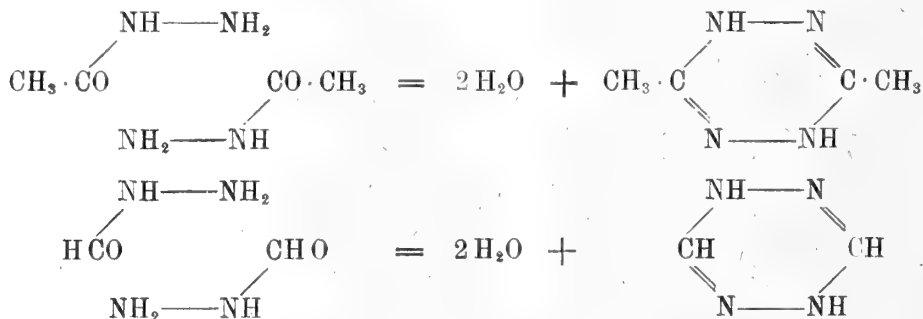 NH—NH₂ NH—N
CH₃·CO CO·CH₃ = 2H₂O + CH₃·C C·CH₃
NH₂—NH N—NH
NH—NH₂ NH—N
HCO CHO = 2H₂O + CH CH
NH₂—NH N—NH